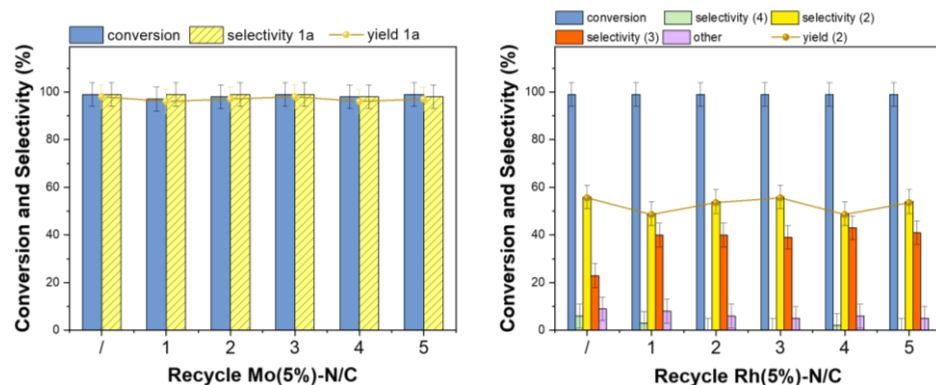 conversion selectivity 1a yield 1a
Conversion and Selectivity (%)
100
80
60
40
20
0
/ 1 2 3 4 5
Recycle Mo(5%)-N/C
conversion selectivity (4) selectivity (2)
selectivity (3) other yield (2)
Conversion and Selectivity (%)
100
80
60
40
20
0
/ 1 2 3 4 5
Recycle Rh(5%)-N/C